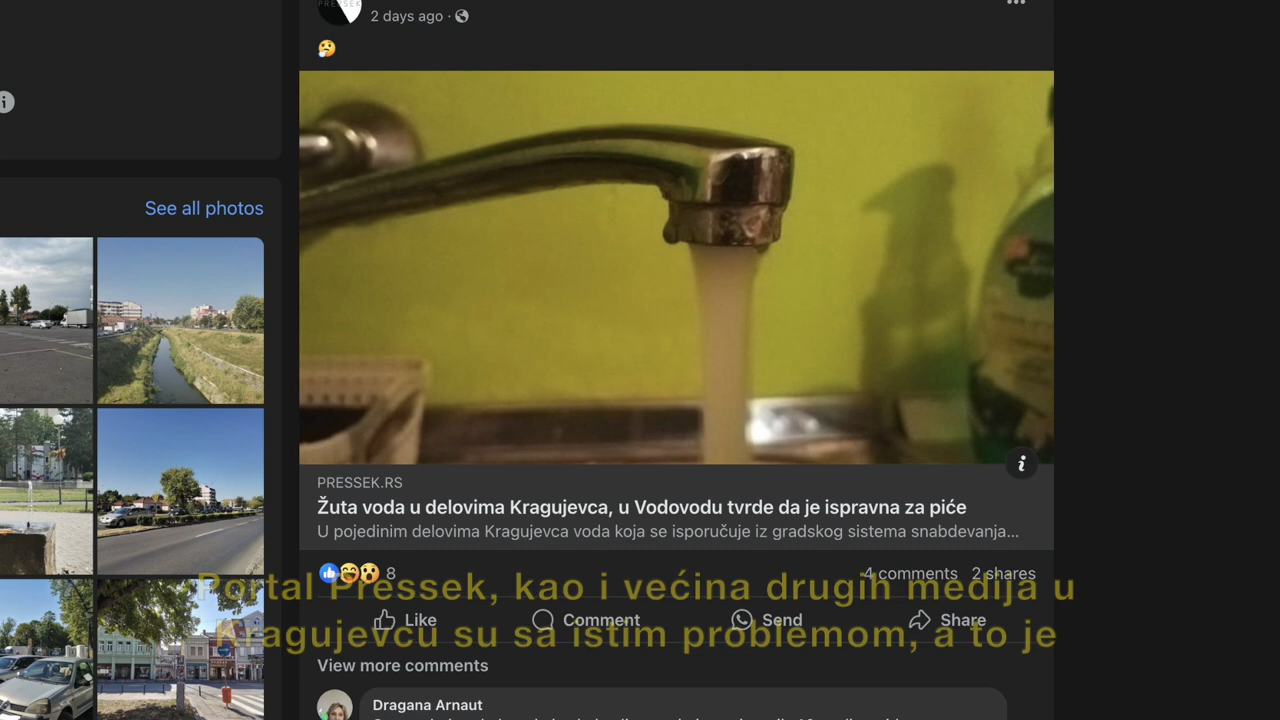 PRESSEK
2 days ago ·
See all photos
PRESSEK.RS
Žuta voda u delovima Kragujevca, u Vodovodu tvrde da je ispravna za piće
U pojedinim delovima Kragujevca voda koja se isporučuje iz gradskog sistema snabdevanja...
8
4 comments 2 shares
Portal Pressek, kao i većina drugih medija u
Like Comment Send Share
Kragujevcu su sa istim problemom, a to je
View more comments
Dragana Arnaut